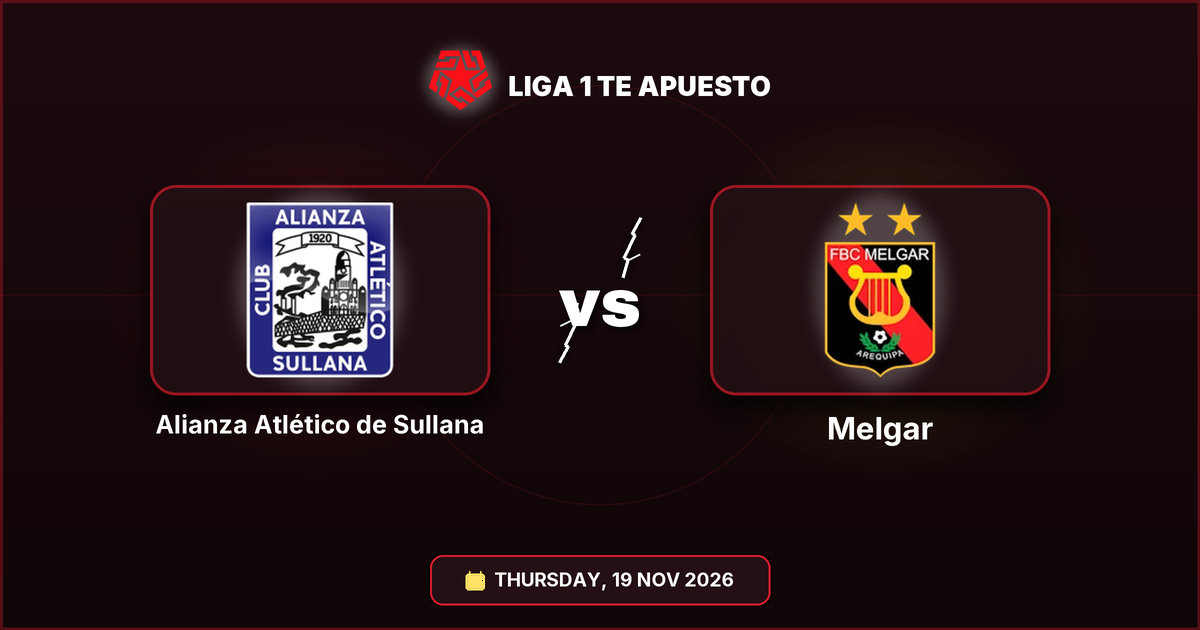 LIGA 1 TE APUESTO
ALIANZA
1920
CLUB
ATLÉTICO
SULLANA
FBC MELGAR
AREQUIPA
VS
Alianza Atlético de Sullana
Melgar
THURSDAY, 19 NOV 2026